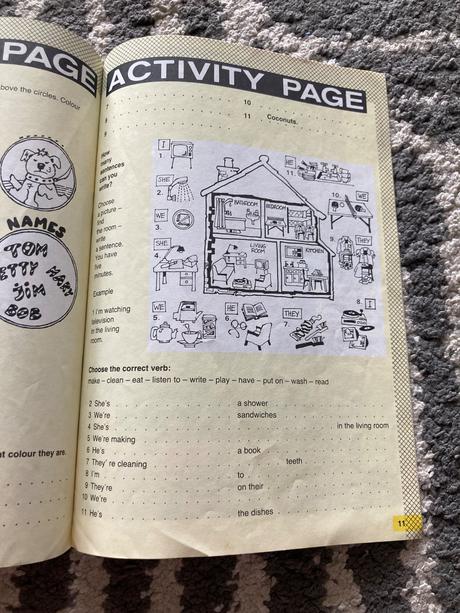 PAGE
bove the circles. Colour
NAMES
TOM
ETTY MARY
JIM
BOB
t colour they are.
ACTIVITY PAGE
10
8
11 Coconuts.
9
How
many
sentences
can you
write?
Choose
a picture –
find
the room –
write
a sentence.
You have
five
minutes.
Example
1 I'm watching
television
in the living
room.
I
1.
SHE
2.
WE
3.
SHE
4.
WE
5.
HE
6.
THEY
7.
8. I
THEY
9.
10. WE
HE
11.
BATHROOM
BEDROOM
LIVING
ROOM
KITCHEN
Choose the correct verb:
make – clean – eat – listen to – write – play – have – put on – wash – read
2 She's a shower
3 We're sandwiches
4 She's in the living room
5 We're making
6 He's a book
7 They're cleaning teeth
8 I'm to
9 They're on their
10 We're
11 He's the dishes
11